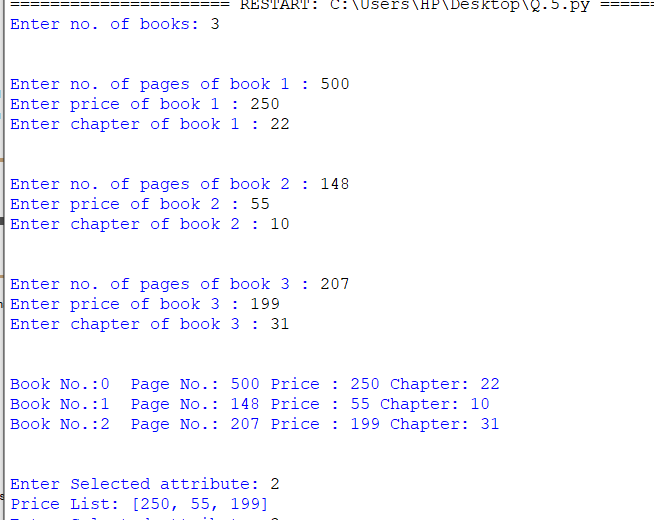 ====================== RESTART: C:\Users\HP\Desktop\Q.5.py ======
Enter no. of books: 3
Enter no. of pages of book 1 : 500
Enter price of book 1 : 250
Enter chapter of book 1 : 22
Enter no. of pages of book 2 : 148
Enter price of book 2 : 55
Enter chapter of book 2 : 10
Enter no. of pages of book 3 : 207
Enter price of book 3 : 199
Enter chapter of book 3 : 31
Book No.:0  Page No.: 500 Price : 250 Chapter: 22
Book No.:1  Page No.: 148 Price : 55 Chapter: 10
Book No.:2  Page No.: 207 Price : 199 Chapter: 31
Enter Selected attribute: 2
Price List: [250, 55, 199]